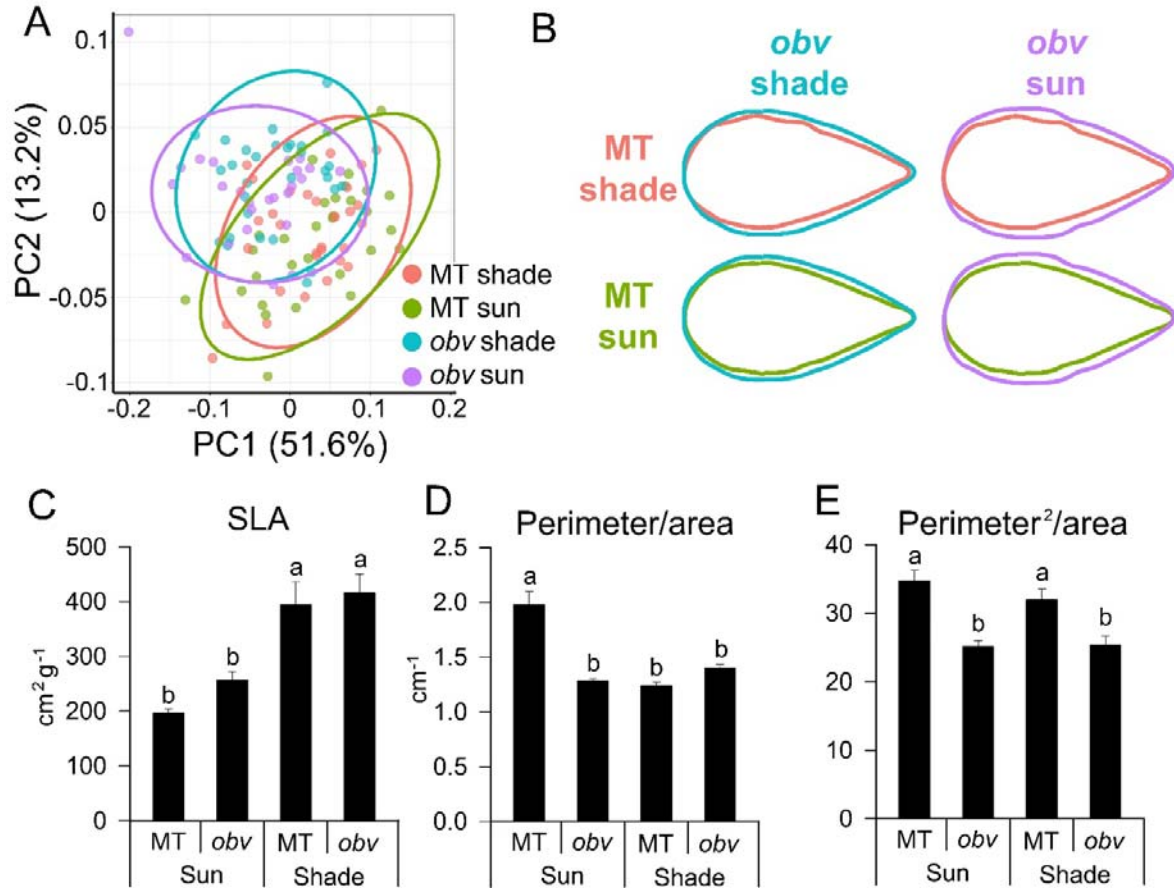 A
PC2 (13.2%)
0.1
0.05
0
-0.05
-0.1
-0.2
-0.1
0
0.1
0.2
PC1 (51.6%)
MT shade
MT sun
obv shade
obv sun
B
obv
shade
obv
sun
MT
shade
MT
sun
C
SLA
cm² g⁻¹
500
400
300
200
100
0
b
b
a
a
MT
obv
MT
obv
Sun
Shade
D
Perimeter/area
cm⁻¹
2.5
2.0
1.5
1.0
0.5
0.0
a
b
b
b
MT
obv
MT
obv
Sun
Shade
E
Perimeter²/area
40
30
20
10
0
a
b
a
b
MT
obv
MT
obv
Sun
Shade